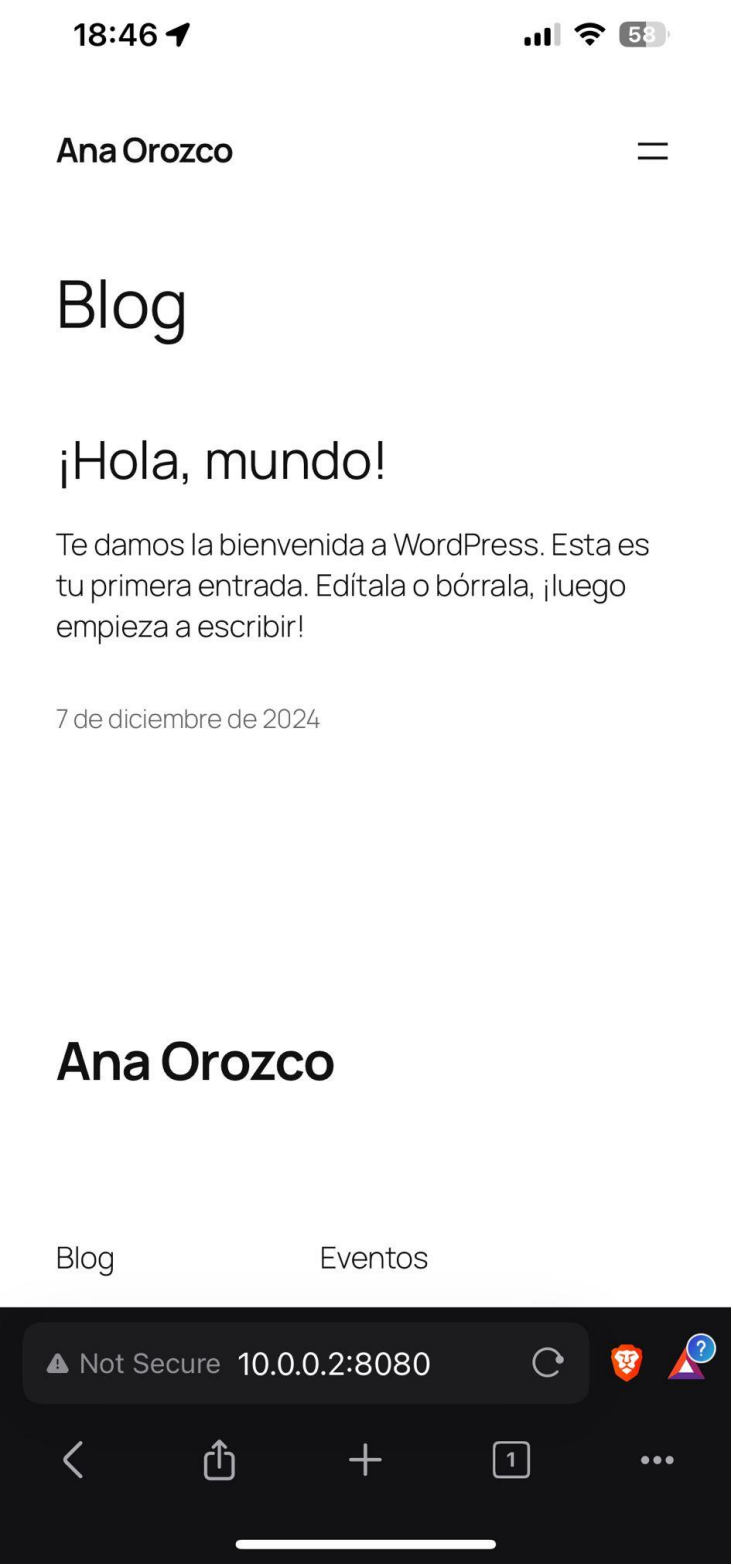 18:46
58
Ana Orozco
Blog
¡Hola, mundo!
Te damos la bienvenida a WordPress. Esta es
tu primera entrada. Edítala o bórrala, ¡luego
empieza a escribir!
7 de diciembre de 2024
Ana Orozco
Blog Eventos
Not Secure 10.0.0.2:8080
?
1